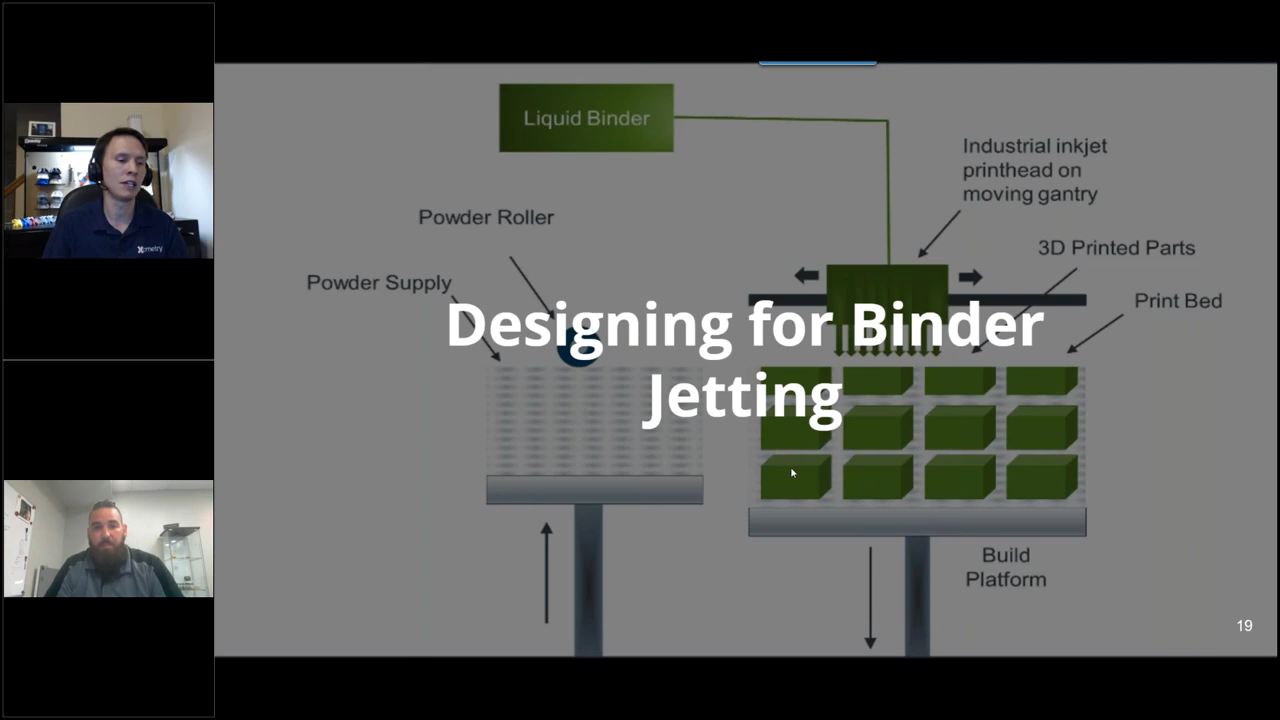 Liquid Binder
Industrial inkjet
printhead on
moving gantry
Powder Roller
3D Printed Parts
Powder Supply
Print Bed
Designing for Binder
Jetting
Build
Platform
19
Xometry